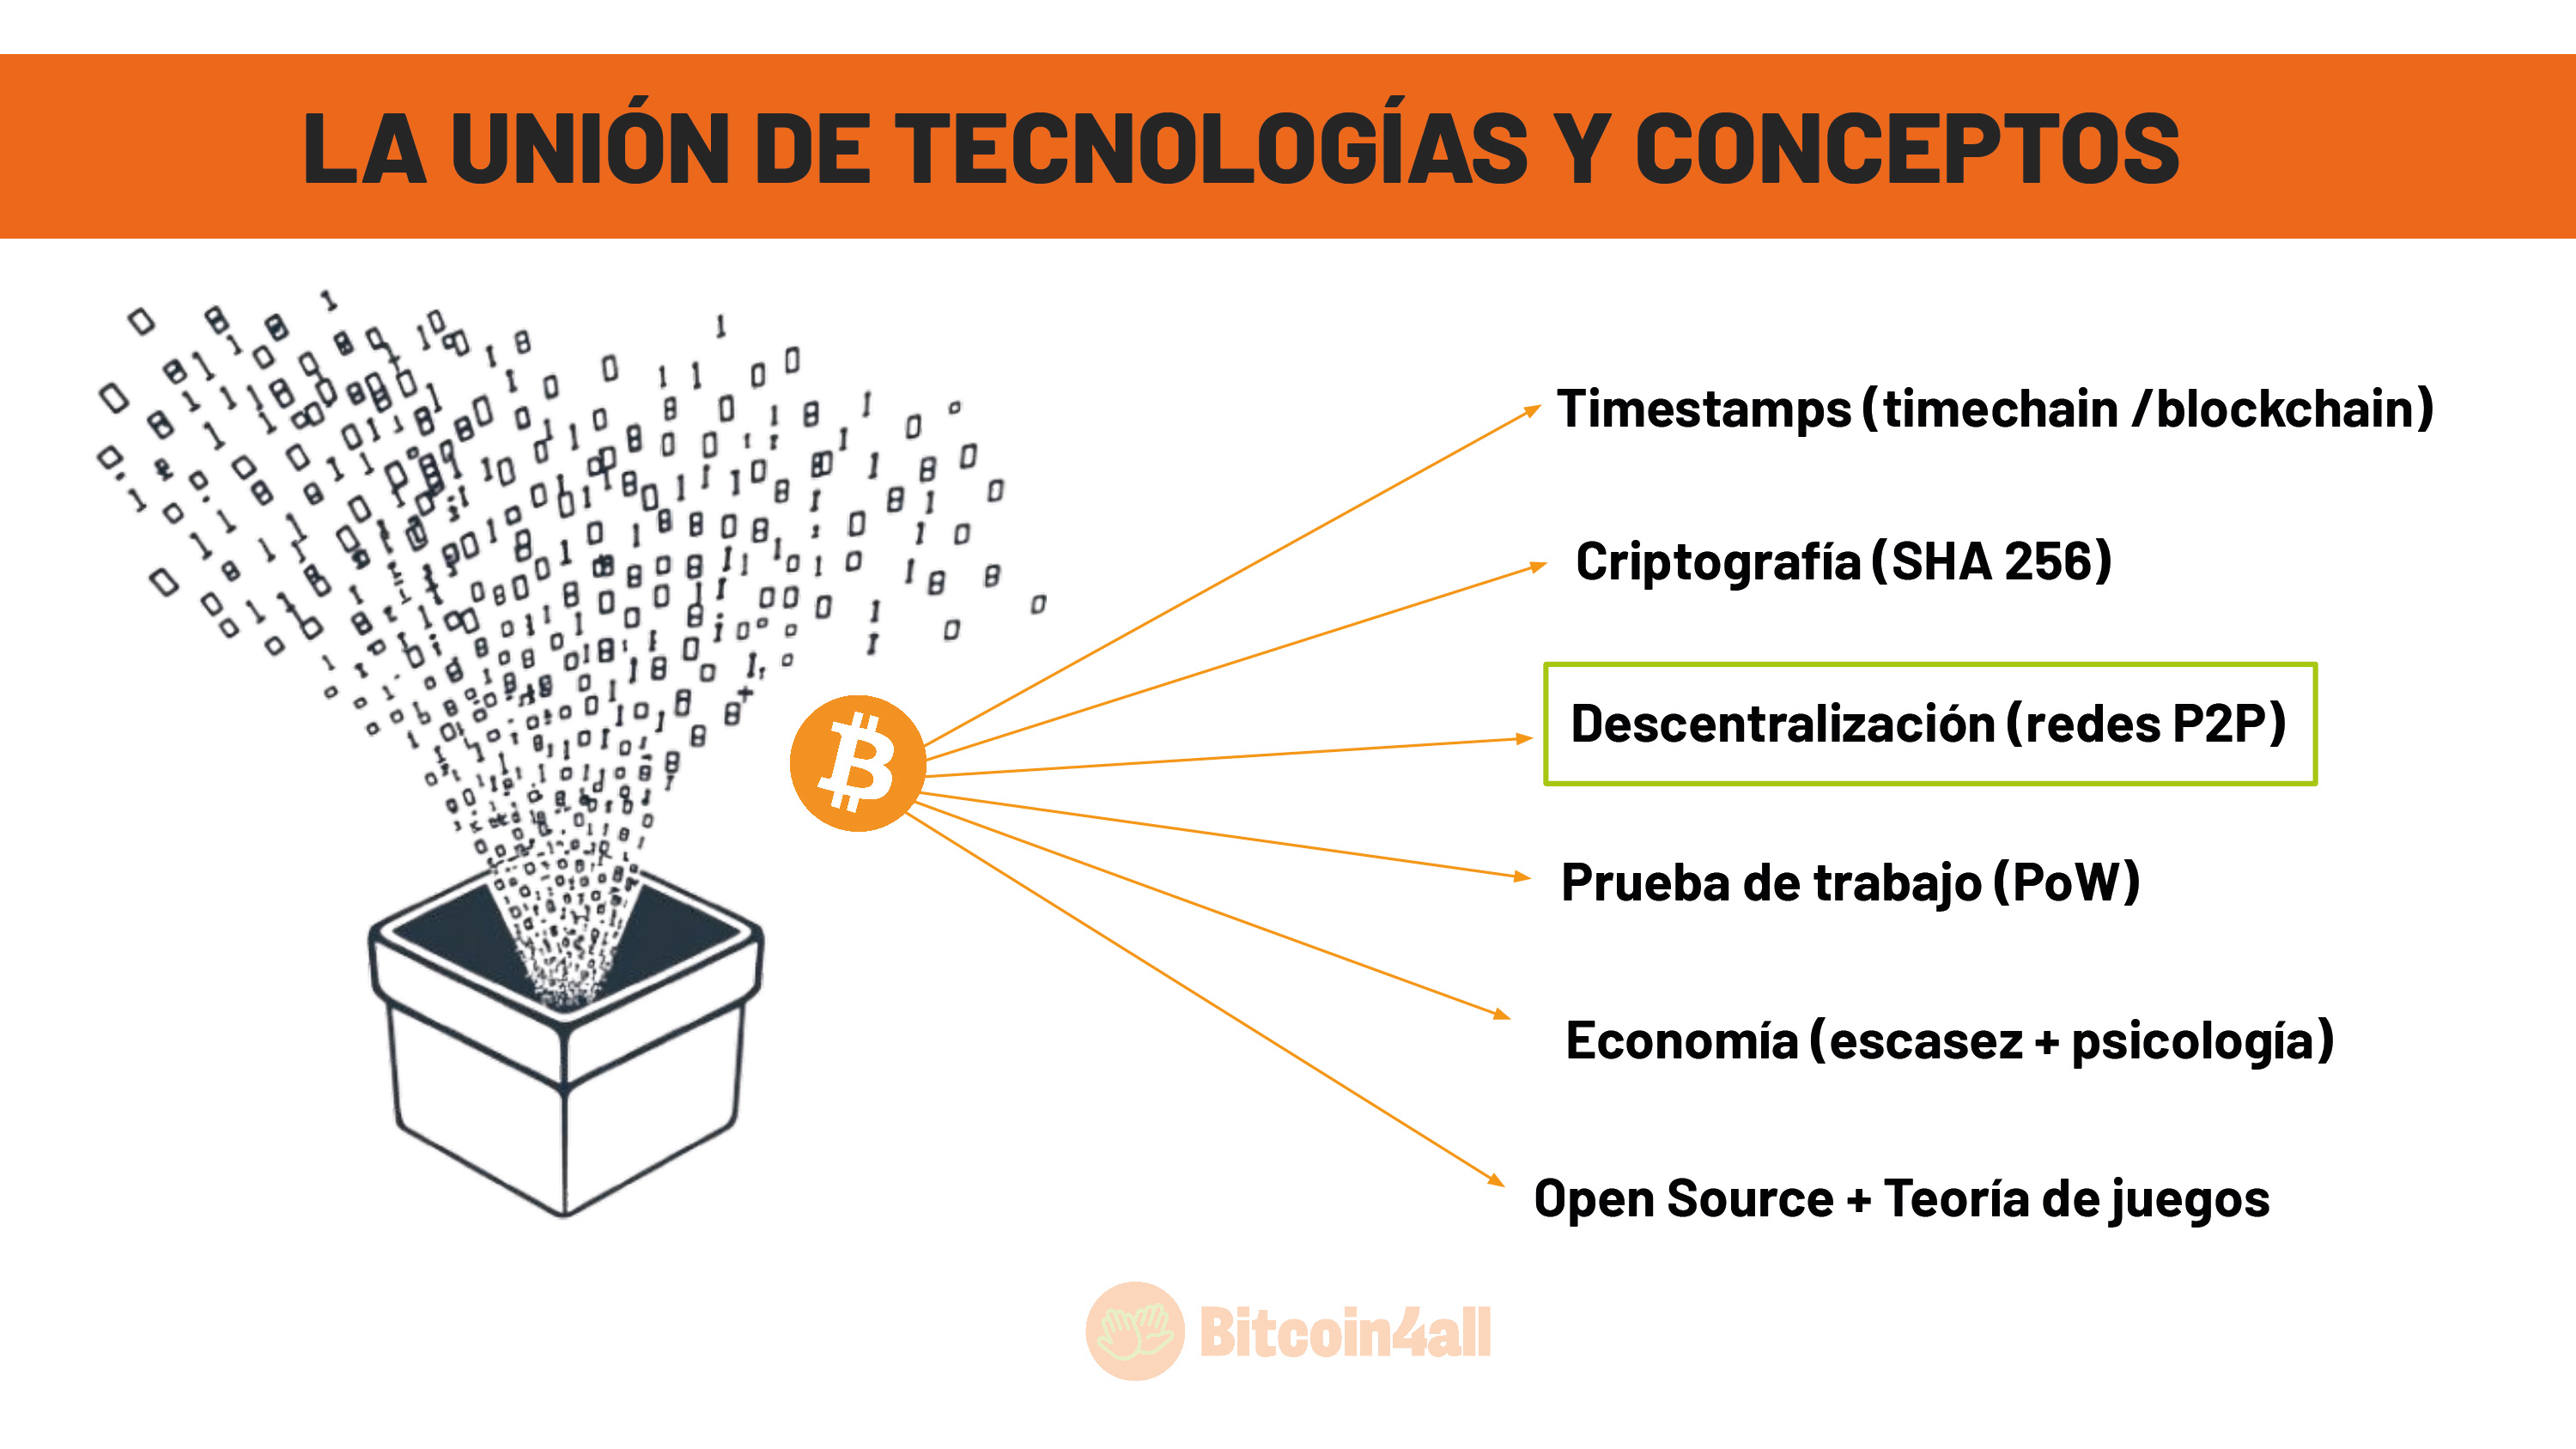 LA UNIÓN DE TECNOLOGÍAS Y CONCEPTOS
Timestamps (timechain /blockchain)
Criptografía (SHA 256)
Descentralización (redes P2P)
Prueba de trabajo (PoW)
Economía (escasez + psicología)
Open Source + Teoría de juegos
Bitcoin4all